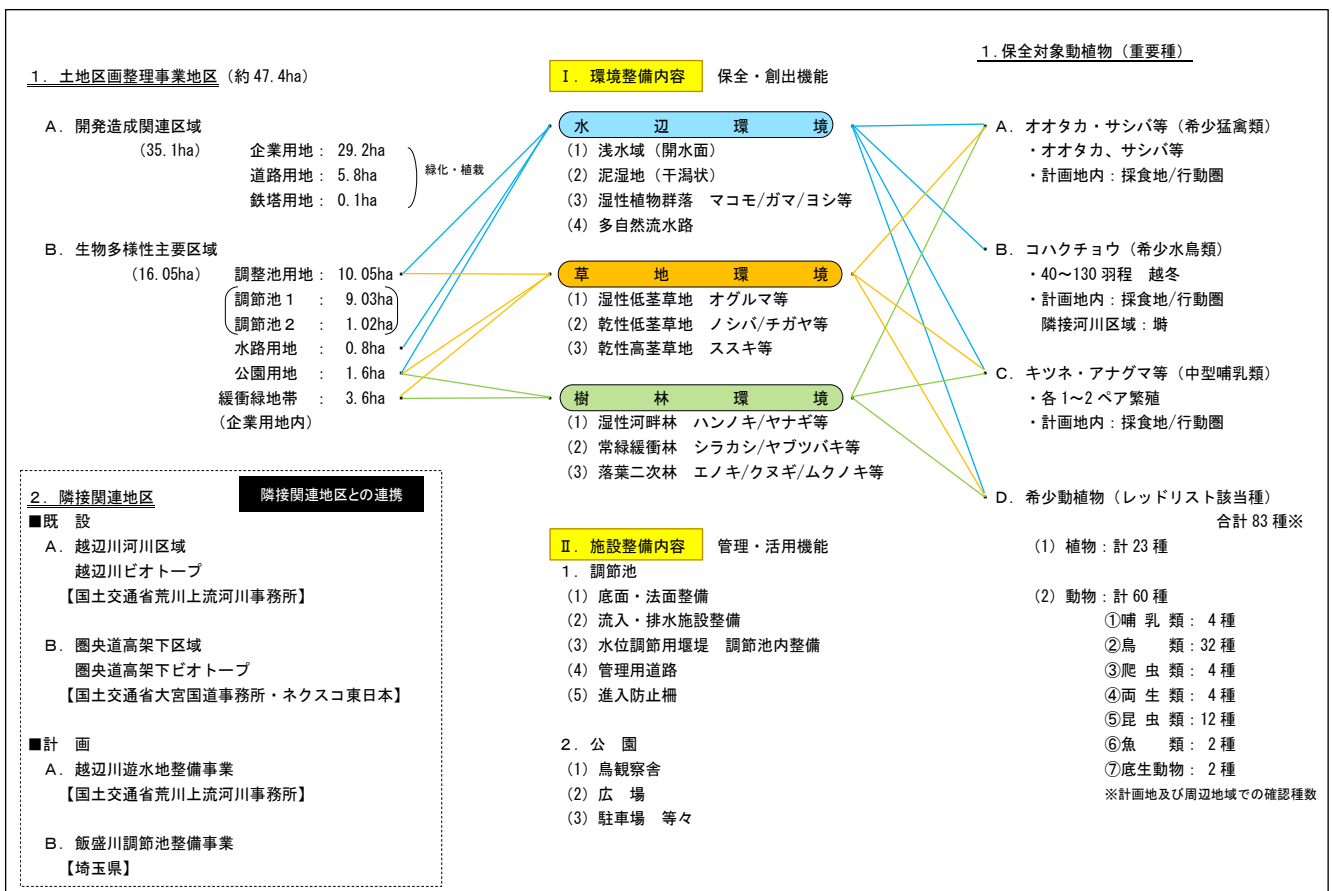 1．土地区画整理事業地区（約47.4ha）
A．開発造成関連区域
（35.1ha）　企業用地：29.2ha
道路用地：5.8ha
鉄塔用地：0.1ha
緑化・植栽
B．生物多様性主要区域
（16.05ha）　調整池用地：10.05ha
調節池1　：　9.03ha
調節池2　：　1.02ha
水路用地　：　0.8ha
公園用地　：　1.6ha
緩衝緑地帯　：　3.6ha
（企業用地内）
2．隣接関連地区
隣接関連地区との連携
■既　設
A．越辺川河川区域
越辺川ビオトープ
【国土交通省荒川上流河川事務所】
B．圏央道高架下区域
圏央道高架下ビオトープ
【国土交通省大宮国道事務所・ネクスコ東日本】
■計　画
A．越辺川遊水地整備事業
【国土交通省荒川上流河川事務所】
B．飯盛川調節池整備事業
【埼玉県】
Ⅰ．環境整備内容　保全・創出機能
水　辺　環　境
（1）浅水域（開水面）
（2）泥湿地（干潟状）
（3）湿性植物群落　マコモ/ガマ/ヨシ等
（4）多自然流水路
草　地　環　境
（1）湿性低茎草地　オグルマ等
（2）乾性低茎草地　ノシバ/チガヤ等
（3）乾性高茎草地　ススキ等
樹　林　環　境
（1）湿性河畔林　ハンノキ/ヤナギ等
（2）常緑緩衝林　シラカシ/ヤブツバキ等
（3）落葉二次林　エノキ/クヌギ/ムクノキ等
Ⅱ．施設整備内容　管理・活用機能
1．調節池
（1）底面・法面整備
（2）流入・排水施設整備
（3）水位調節用堰堤　調節池内整備
（4）管理用道路
（5）進入防止柵
2．公　園
（1）鳥観察舎
（2）広　場
（3）駐車場　等々
1.保全対象動植物（重要種）
A．オオタカ・サシバ等（希少猛禽類）
・オオタカ、サシバ等
・計画地内：採食地/行動圏
B．コハクチョウ（希少水鳥類）
・40～130羽程　越冬
・計画地内：採食地/行動圏
隣接河川区域：塒
C．キツネ・アナグマ等（中型哺乳類）
・各1～2ペア繁殖
・計画地内：採食地/行動圏
D．希少動植物（レッドリスト該当種）
合計83種※
（1）植物：計23種
（2）動物：計60種
①哺 乳 類：4種
②鳥　　類：32種
③爬 虫 類：4種
④両 生 類：4種
⑤昆 虫 類：12種
⑥魚　　類：2種
⑦底生動物：2種
※計画地及び周辺地域での確認種数